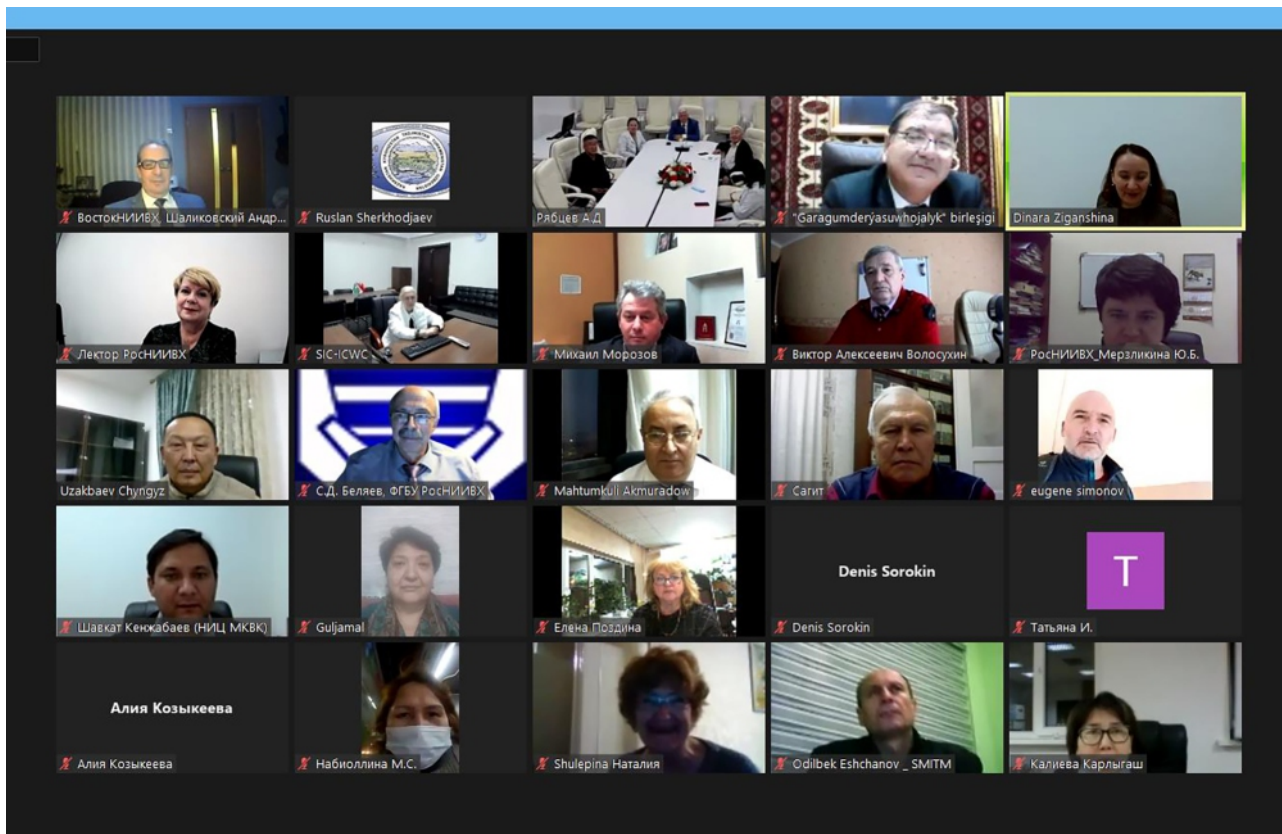 ВостокНИИВХ_ Шаликовский Андр...
Ruslan Sherkhodjaev
Рябцев А.Д
"Garagumderýasuwhojalyk" birleşigi
Dinara Ziganshina
Лектор РосНИИВХ
SIC-ICWC
Михаил Морозов
Виктор Алексеевич Волосухин
РосНИИВХ_Мерзликина Ю.Б.
Uzakbaev Chyngyz
С.Д. Беляев, ФГБУ РосНИИВХ
Mahtumkuli Akmuradow
Сагит
eugene simonov
Шавкат Кенжабаев (НИЦ МКВК)
Guljamal
Елена Поздина
Denis Sorokin
Denis Sorokin
T
Татьяна И.
Алия Козыкеева
Алия Козыкеева
Набиоллина М.С.
Shulepina Наталия
Odilbek Eshchanov _ SMITM
Калиева Карлыгаш